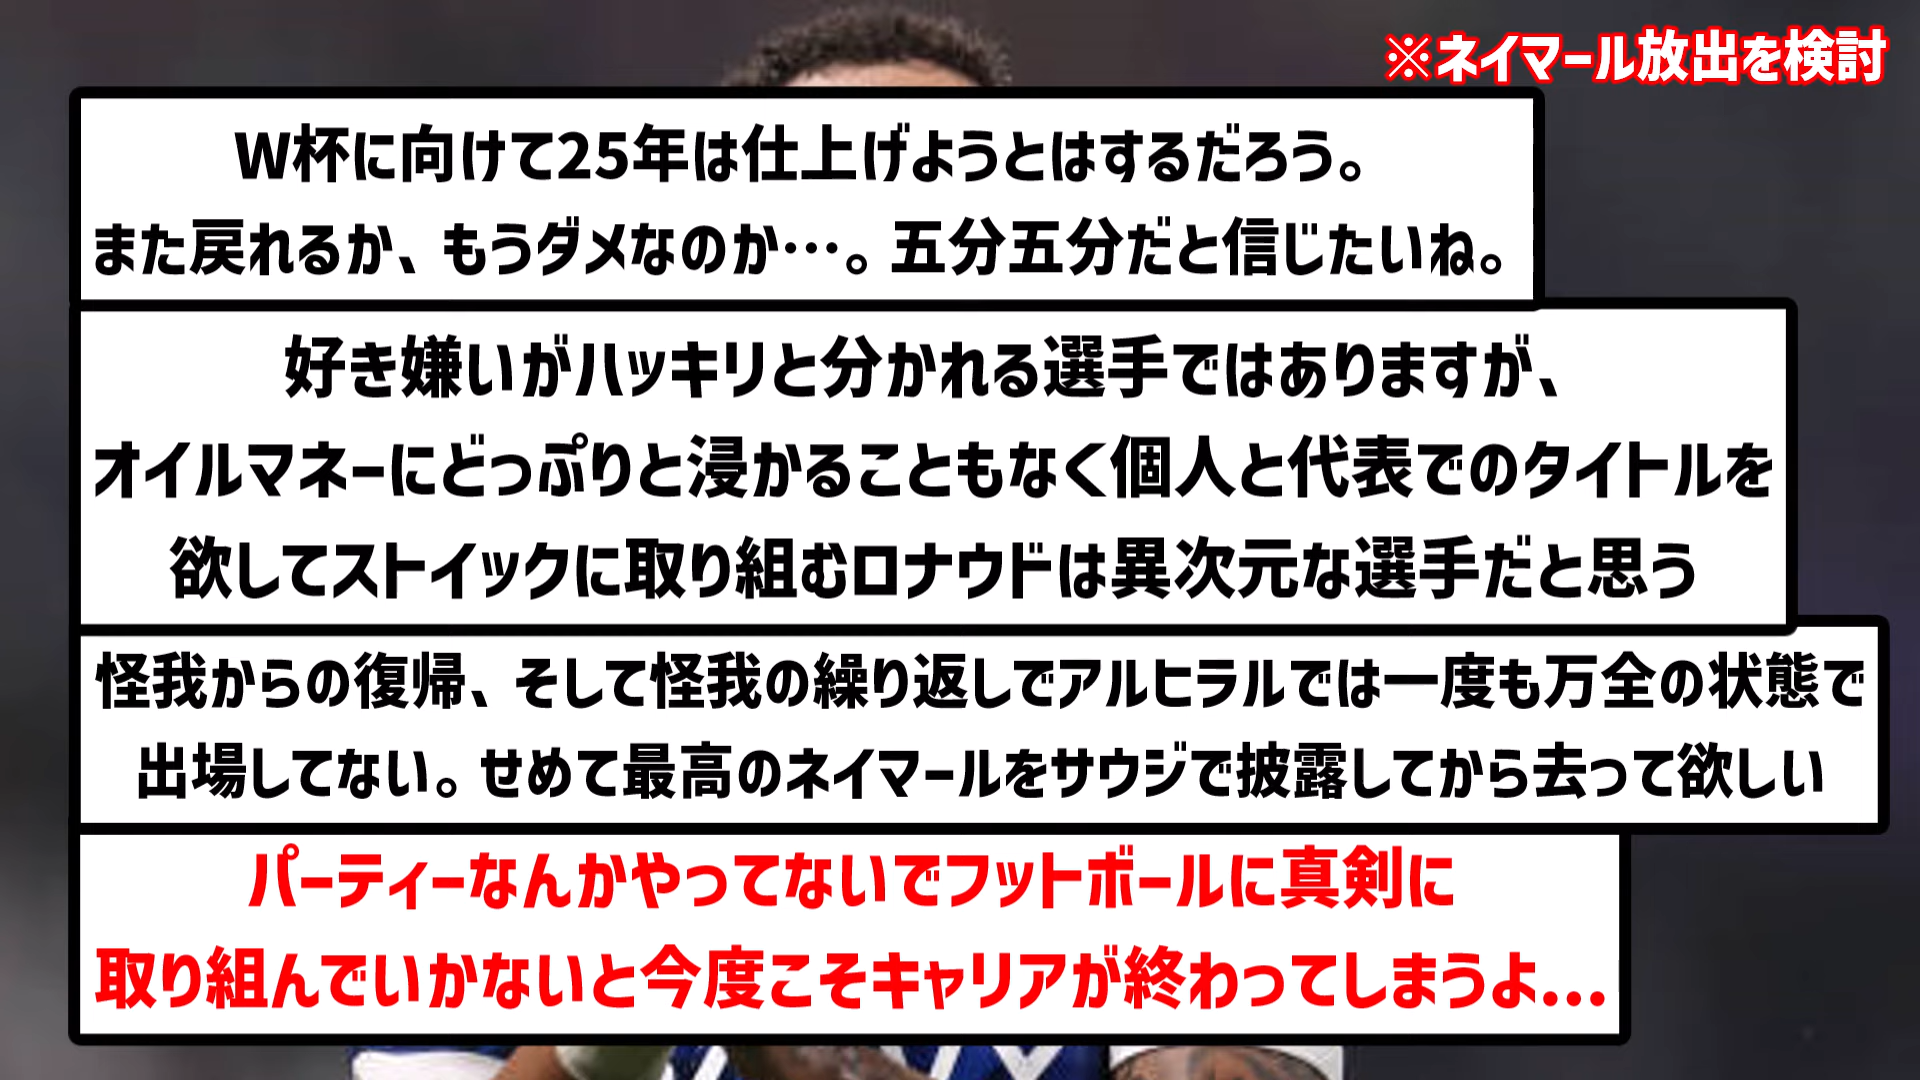 ※ネイマール放出を検討
W杯に向けて25年は仕上げようとはするだろう。
また戻れるか、もうダメなのか…。五分五分だと信じたいね。
好き嫌いがハッキリと分かれる選手ではありますが、
オイルマネーにどっぷりと浸かることもなく個人と代表でのタイトルを
欲してストイックに取り組むロナウドは異次元な選手だと思う
怪我からの復帰、そして怪我の繰り返しでアルヒラルでは一度も万全の状態で
出場してない。せめて最高のネイマールをサウジで披露してから去って欲しい
パーティーなんかやってないでフットボールに真剣に
取り組んでいかないと今度こそキャリアが終わってしまうよ...